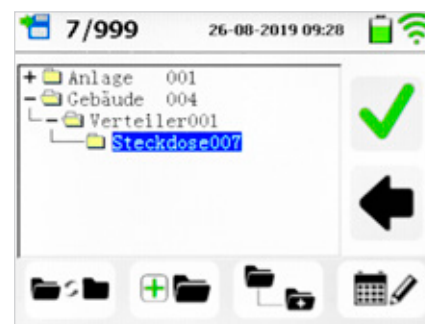 7/999 26-08-2019 09:28
+ Anlage 001
- Gebäude 004
- Verteiler001
Steckdose007